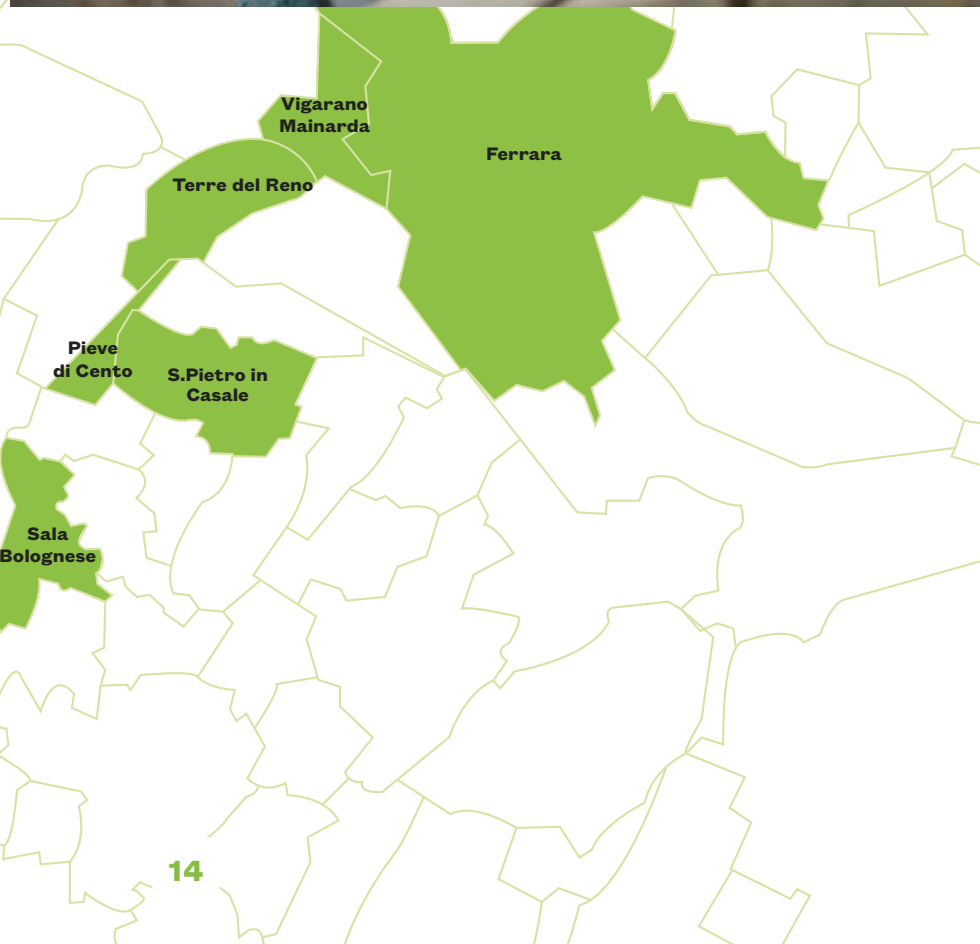 Vigarano
Mainarda
Ferrara
Terre del Reno
Pieve
di Cento
S.Pietro in
Casale
Sala
Bolognese
14